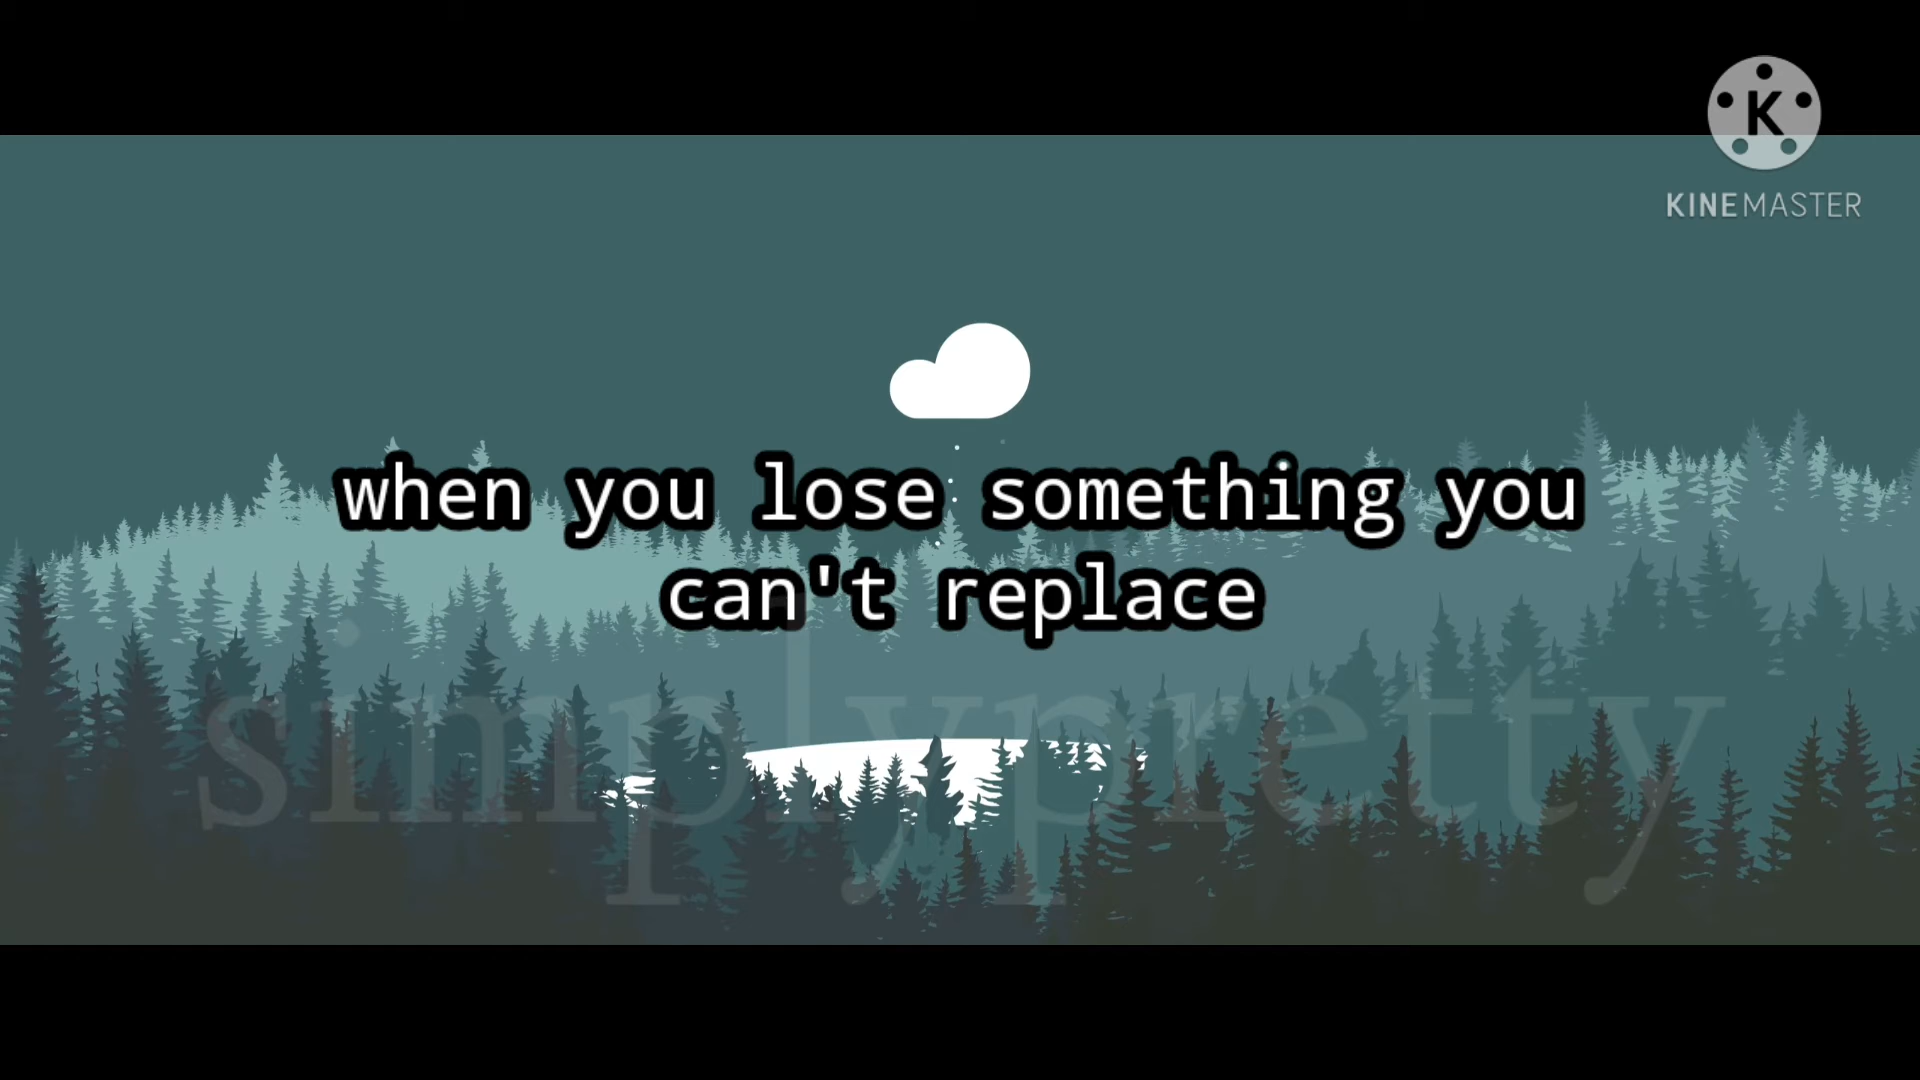 K
KINEMASTER
when you lose something you
can't replace
simplypretty